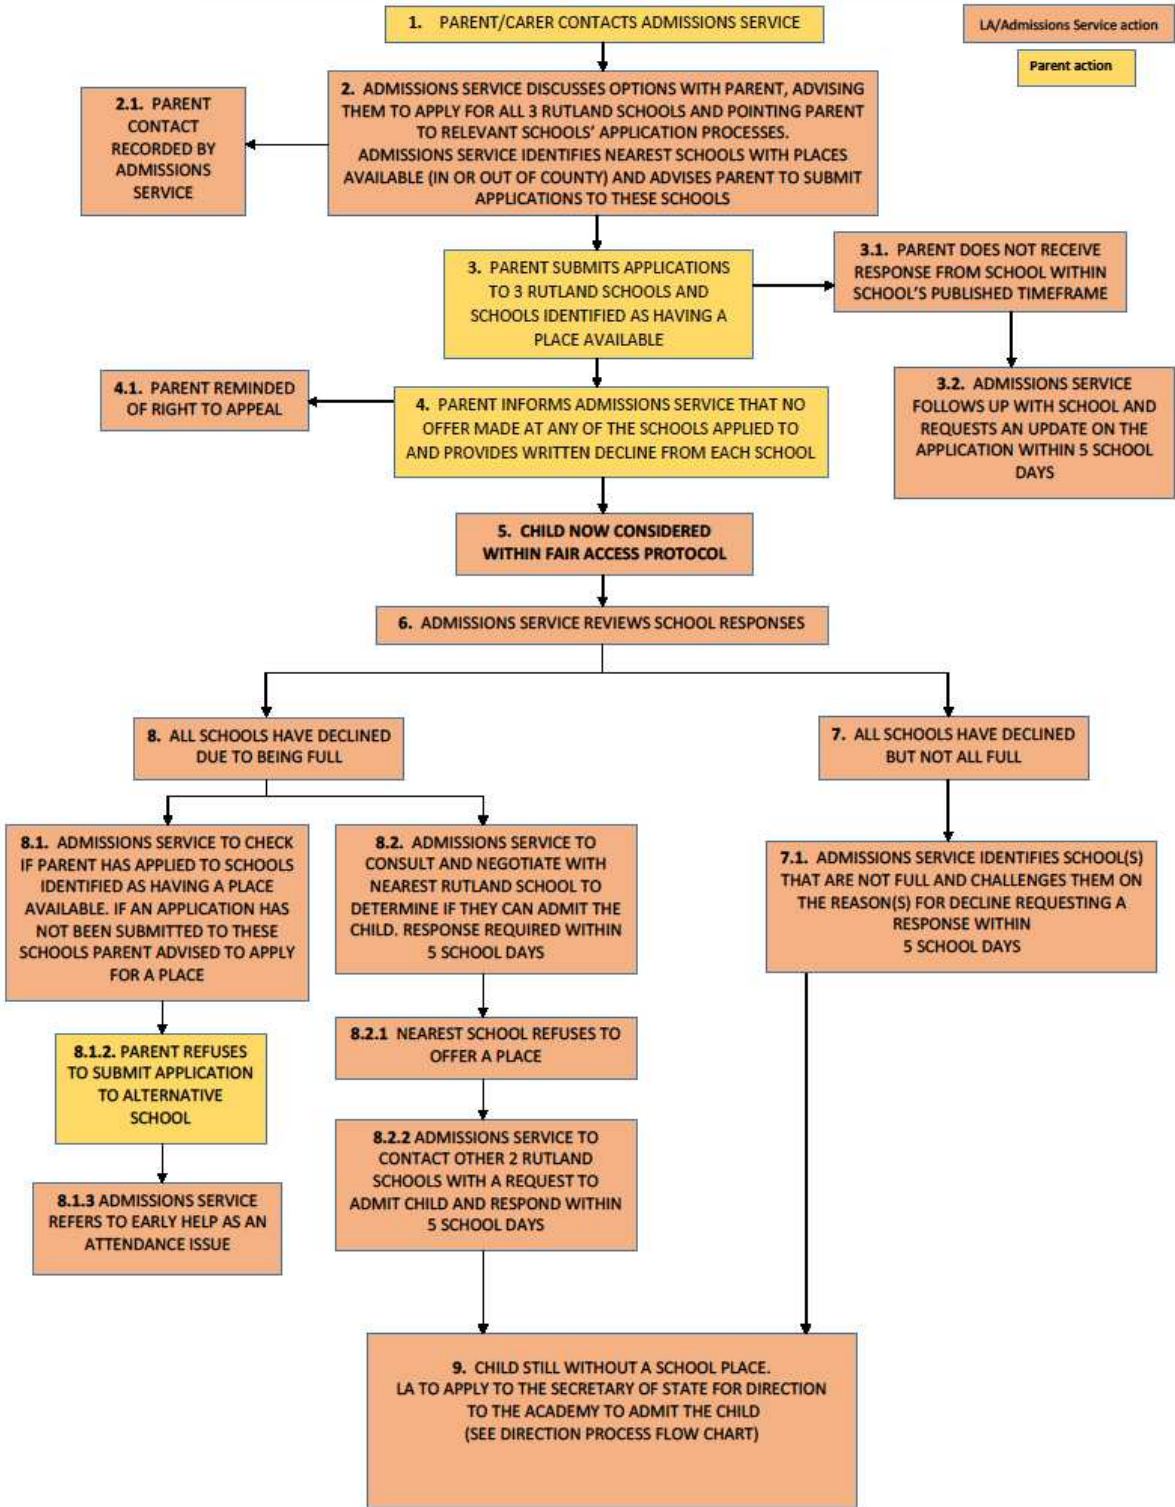 1. PARENT/CARER CONTACTS ADMISSIONS SERVICE
LA/Admissions Service action
Parent action
2. ADMISSIONS SERVICE DISCUSSES OPTIONS WITH PARENT, ADVISING
THEM TO APPLY FOR ALL 3 RUTLAND SCHOOLS AND POINTING PARENT
TO RELEVANT SCHOOLS' APPLICATION PROCESSES.
ADMISSIONS SERVICE IDENTIFIES NEAREST SCHOOLS WITH PLACES
AVAILABLE (IN OR OUT OF COUNTY) AND ADVISES PARENT TO SUBMIT
APPLICATIONS TO THESE SCHOOLS
2.1. PARENT
CONTACT
RECORDED BY
ADMISSIONS
SERVICE
3. PARENT SUBMITS APPLICATIONS
TO 3 RUTLAND SCHOOLS AND
SCHOOLS IDENTIFIED AS HAVING A
PLACE AVAILABLE
3.1. PARENT DOES NOT RECEIVE
RESPONSE FROM SCHOOL WITHIN
SCHOOL'S PUBLISHED TIMEFRAME
3.2. ADMISSIONS SERVICE
FOLLOWS UP WITH SCHOOL AND
REQUESTS AN UPDATE ON THE
APPLICATION WITHIN 5 SCHOOL
DAYS
4.1. PARENT REMINDED
OF RIGHT TO APPEAL
4. PARENT INFORMS ADMISSIONS SERVICE THAT NO
OFFER MADE AT ANY OF THE SCHOOLS APPLIED TO
AND PROVIDES WRITTEN DECLINE FROM EACH SCHOOL
5. CHILD NOW CONSIDERED
WITHIN FAIR ACCESS PROTOCOL
6. ADMISSIONS SERVICE REVIEWS SCHOOL RESPONSES
8. ALL SCHOOLS HAVE DECLINED
DUE TO BEING FULL
7. ALL SCHOOLS HAVE DECLINED
BUT NOT ALL FULL
8.1. ADMISSIONS SERVICE TO CHECK
IF PARENT HAS APPLIED TO SCHOOLS
IDENTIFIED AS HAVING A PLACE
AVAILABLE. IF AN APPLICATION HAS
NOT BEEN SUBMITTED TO THESE
SCHOOLS PARENT ADVISED TO APPLY
FOR A PLACE
8.2. ADMISSIONS SERVICE TO
CONSULT AND NEGOTIATE WITH
NEAREST RUTLAND SCHOOL TO
DETERMINE IF THEY CAN ADMIT THE
CHILD. RESPONSE REQUIRED WITHIN
5 SCHOOL DAYS
7.1. ADMISSIONS SERVICE IDENTIFIES SCHOOL(S)
THAT ARE NOT FULL AND CHALLENGES THEM ON
THE REASON(S) FOR DECLINE REQUESTING A
RESPONSE WITHIN
5 SCHOOL DAYS
8.1.2. PARENT REFUSES
TO SUBMIT APPLICATION
TO ALTERNATIVE
SCHOOL
8.2.1 NEAREST SCHOOL REFUSES TO
OFFER A PLACE
8.1.3 ADMISSIONS SERVICE
REFERS TO EARLY HELP AS AN
ATTENDANCE ISSUE
8.2.2 ADMISSIONS SERVICE TO
CONTACT OTHER 2 RUTLAND
SCHOOLS WITH A REQUEST TO
ADMIT CHILD AND RESPOND WITHIN
5 SCHOOL DAYS
9. CHILD STILL WITHOUT A SCHOOL PLACE.
LA TO APPLY TO THE SECRETARY OF STATE FOR DIRECTION
TO THE ACADEMY TO ADMIT THE CHILD
(SEE DIRECTION PROCESS FLOW CHART)